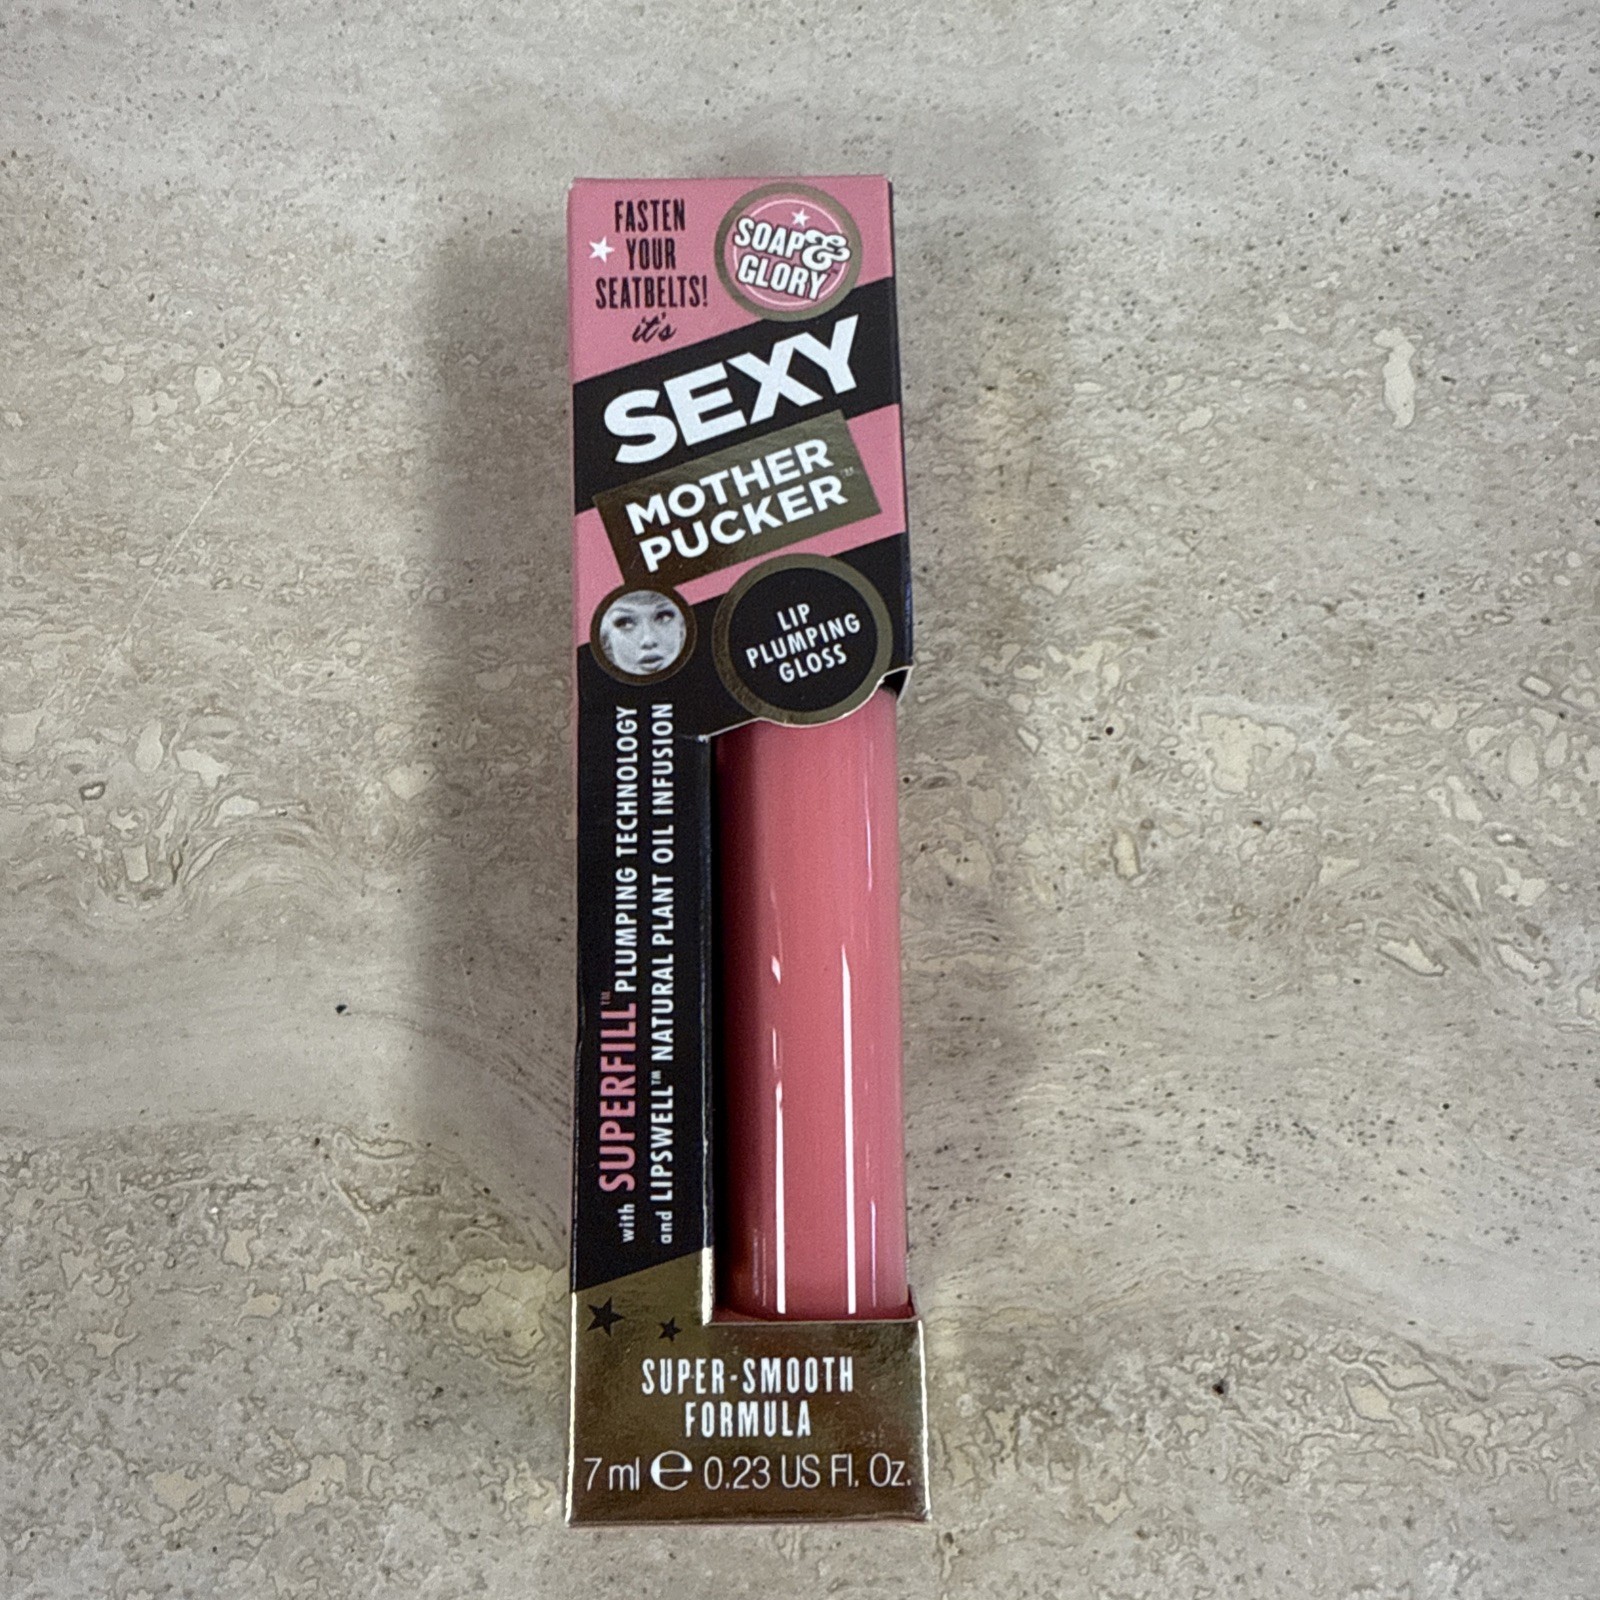 FASTEN
YOUR
SEATBELTS!
it's
SOAP&
GLORY™
SEXY
MOTHER
PUCKER™
LIP
PLUMPING
GLOSS
with SUPERFILL™ PLUMPING TECHNOLOGY
and LIPSWELL™ NATURAL PLANT OIL INFUSION
SUPER-SMOOTH
FORMULA
7 ml ℮ 0.23 US Fl. Oz.